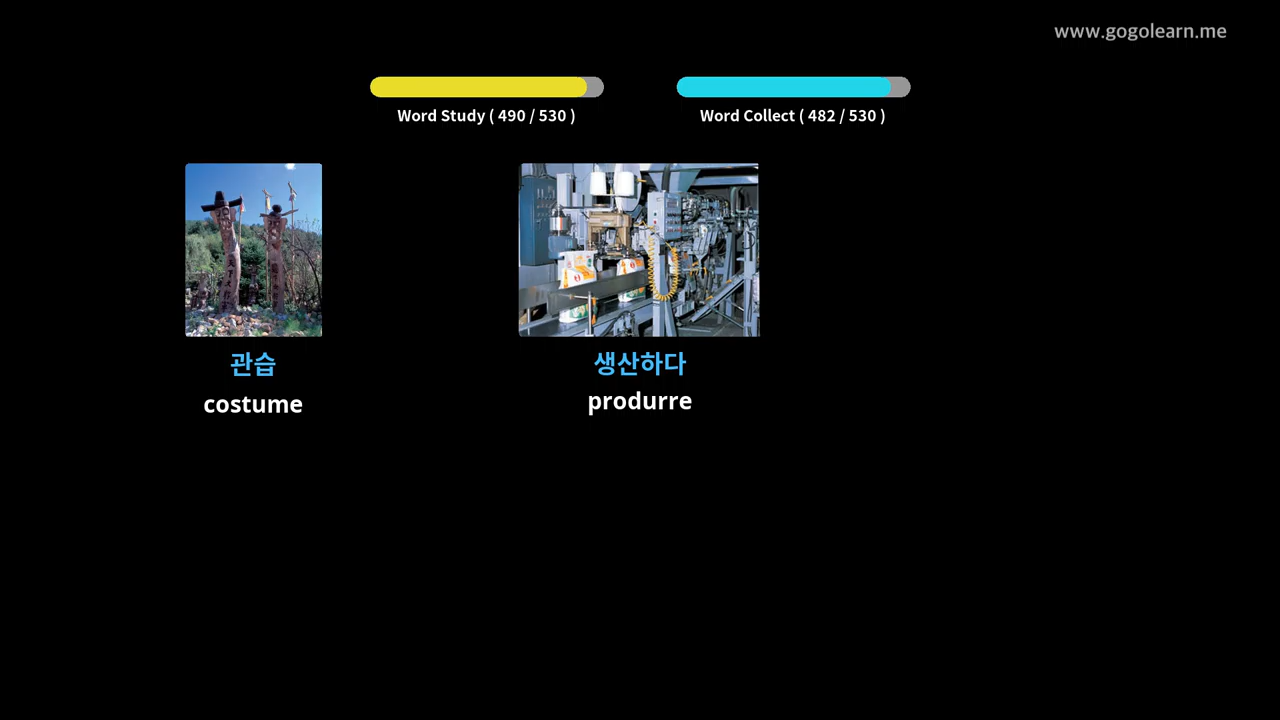 www.gogolearn.me
Word Study ( 490 / 530 )
Word Collect ( 482 / 530 )
관습
costume
생산하다
produrre